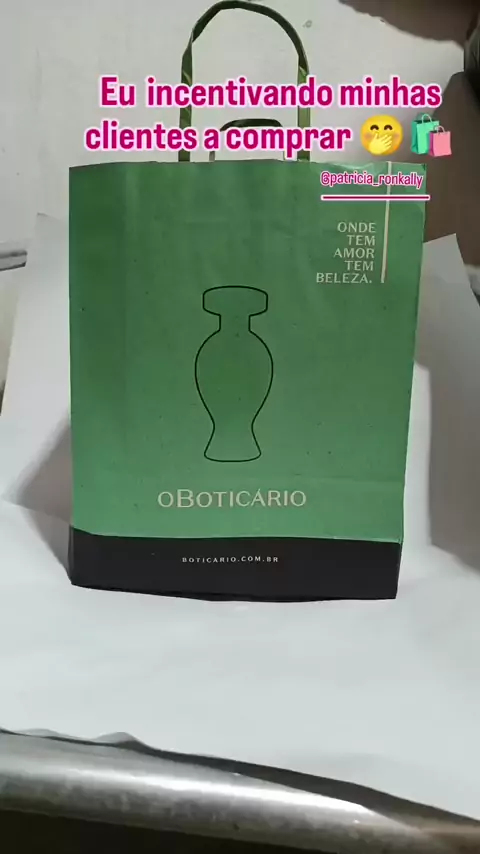 Eu incentivando minhas
clientes a comprar 🤭🛍️
@patricia_ronkally
ONDE
TEM
AMOR
TEM
BELEZA.
OBOTICÁRIO
BOTICARIO.COM.BR